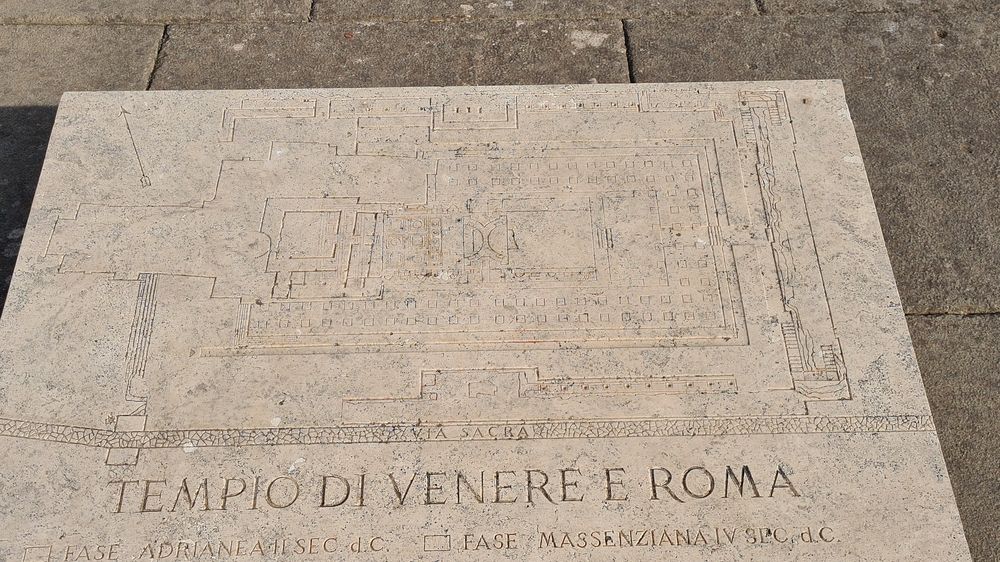 VIA SACRA
TEMPIO DI VENERE E ROMA
FASE ADRIANEA II SEC. d.C. FASE MASSENZIANA IV SEC. d.C.